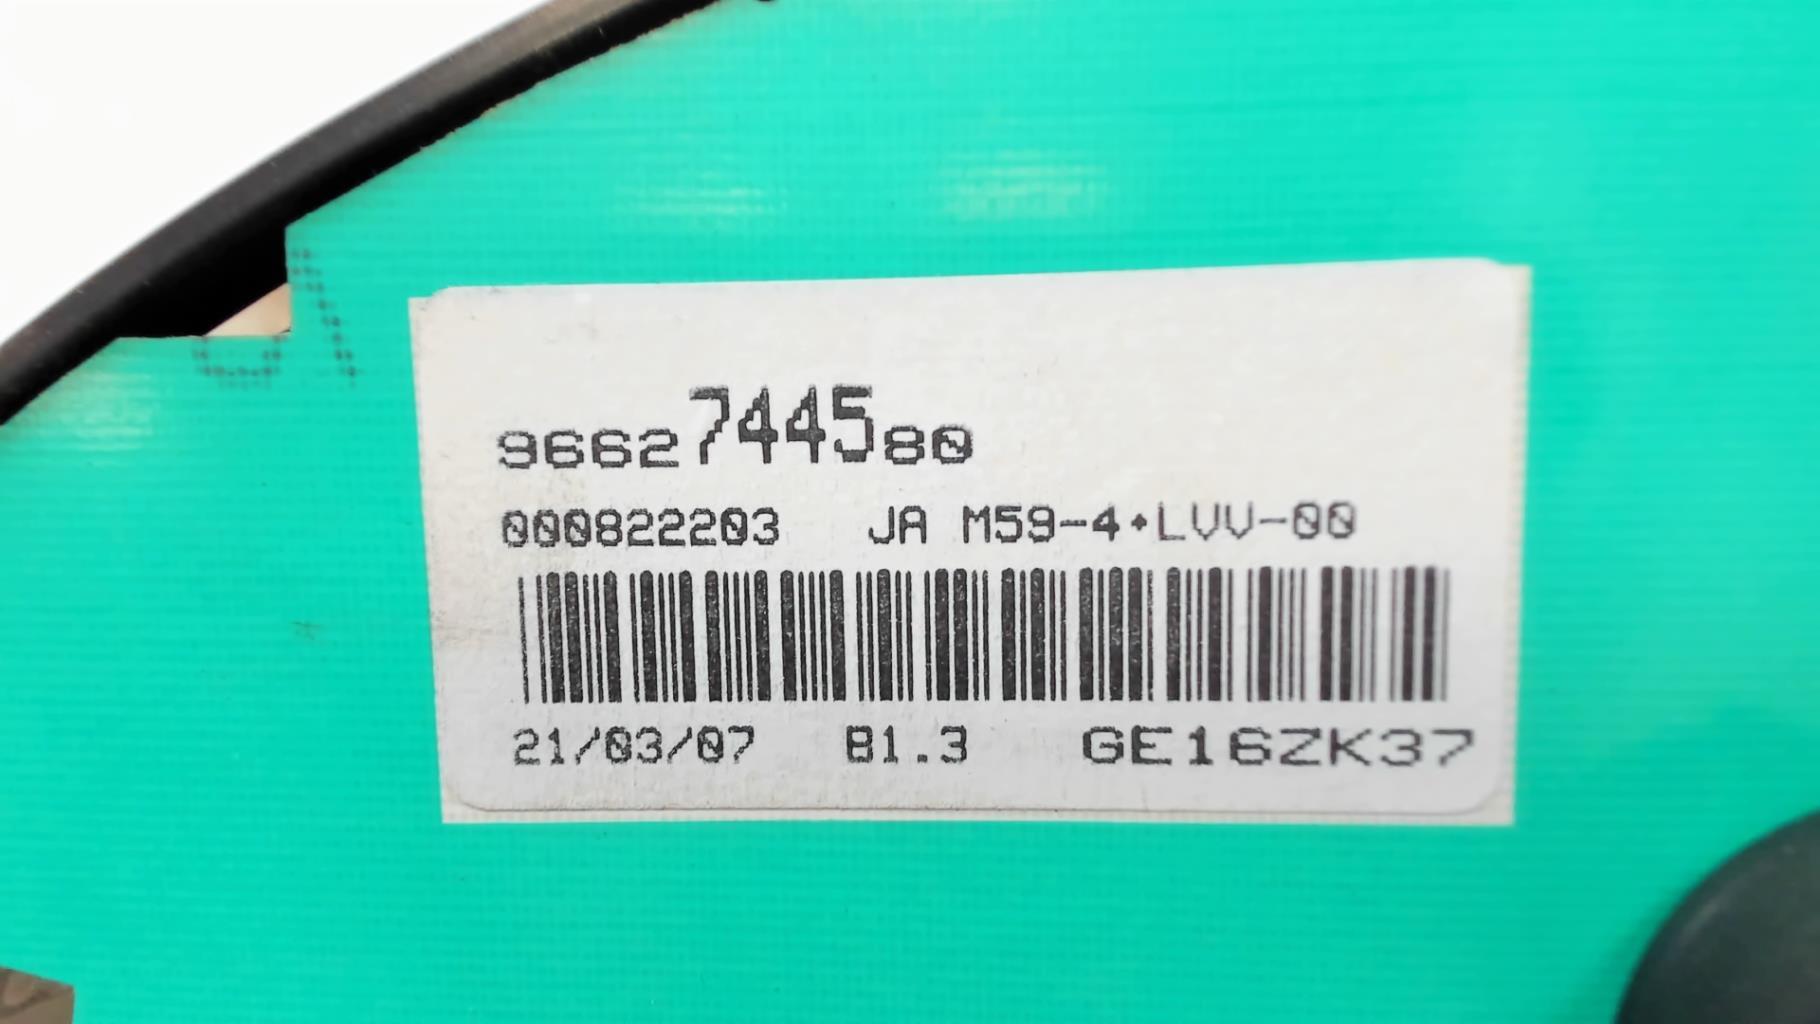 9662744580
000822203 JA M59-4•LVV-00
21/03/07 B1.3 GE16ZK37